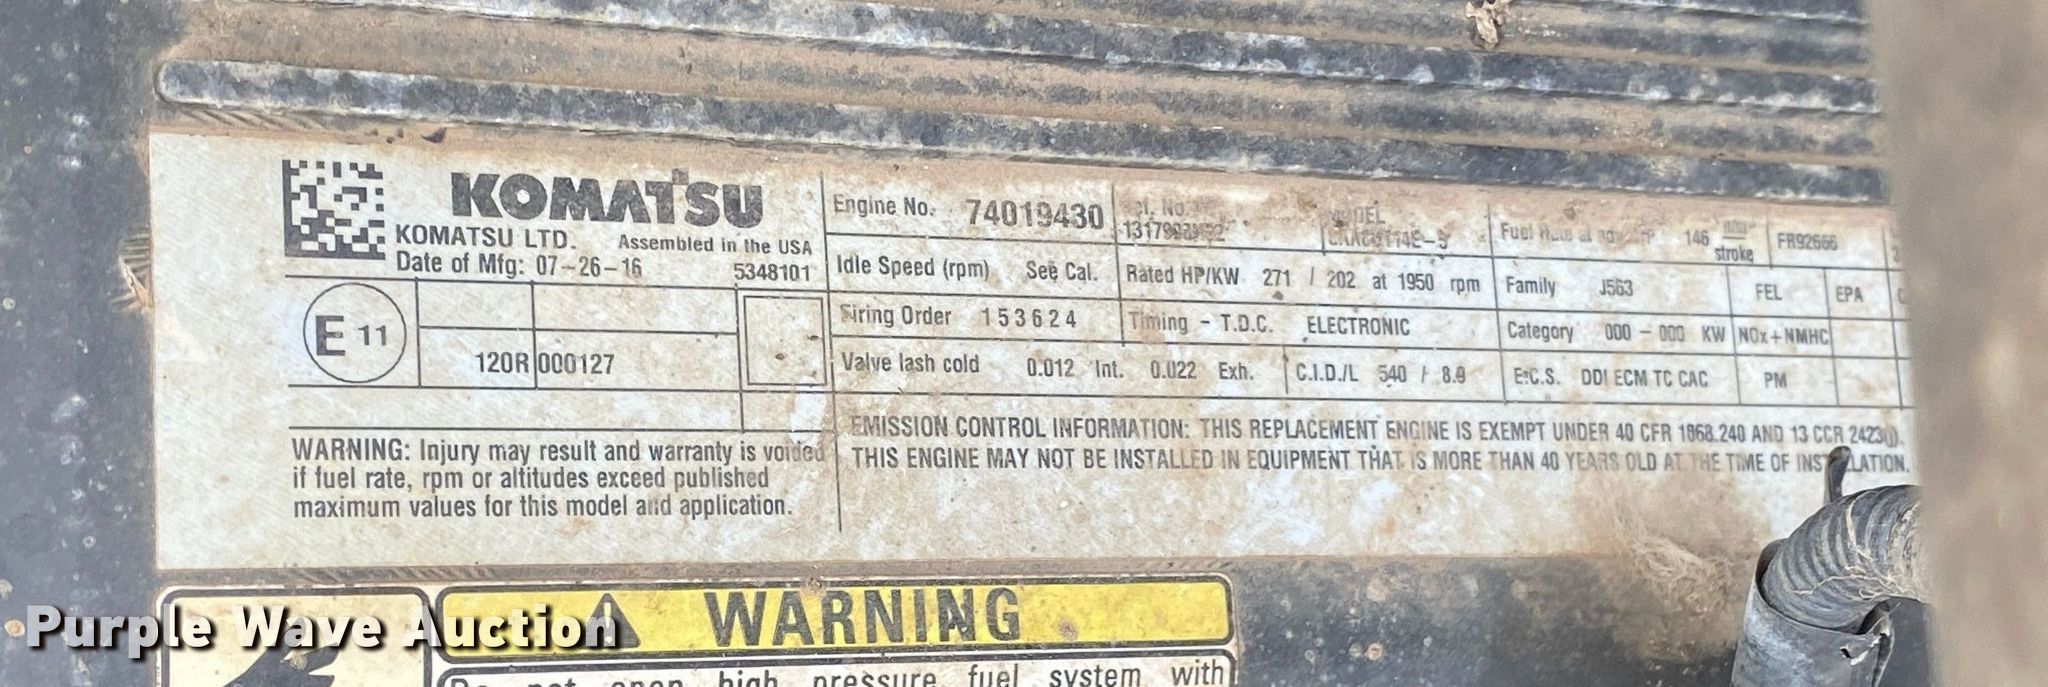 KOMATSU
KOMATSU LTD. Assembled in the USA
Date of Mfg: 07-26-16 5348101
E 11
120R 000127
WARNING: Injury may result and warranty is voided
if fuel rate, rpm or altitudes exceed published
maximum values for this model and application.
Engine No. 74019430
MODEL
Fuel Rate at 146 stroke FR92666
Idle Speed (rpm) See Cal. Rated HP/KW 271 / 202 at 1950 rpm Family J563 FEL EPA
Firing Order 153624 Timing - T.D.C. ELECTRONIC Category 000 - 000 KW NOx+NMHC
Valve lash cold 0.012 Int. 0.022 Exh. C.I.D./L 540 / 8.9 E.C.S. DDI ECM TC CAC PM
EMISSION CONTROL INFORMATION: THIS REPLACEMENT ENGINE IS EXEMPT UNDER 40 CFR 1068.240 AND 13 CCR
THIS ENGINE MAY NOT BE INSTALLED IN EQUIPMENT THAT IS MORE THAN 40 YEARS OLD AT THE TIME OF
WARNING
Do not open high pressure fuel system with
Purple Wave Auction